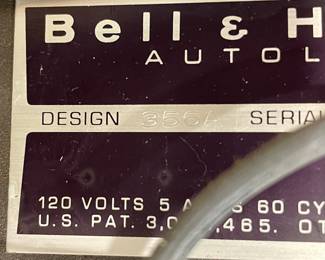 Bell & H
AUTOL
DESIGN 356A SERIAL
120 VOLTS 5 A S 60 CY
U.S. PAT. 3,0 ,465. OT